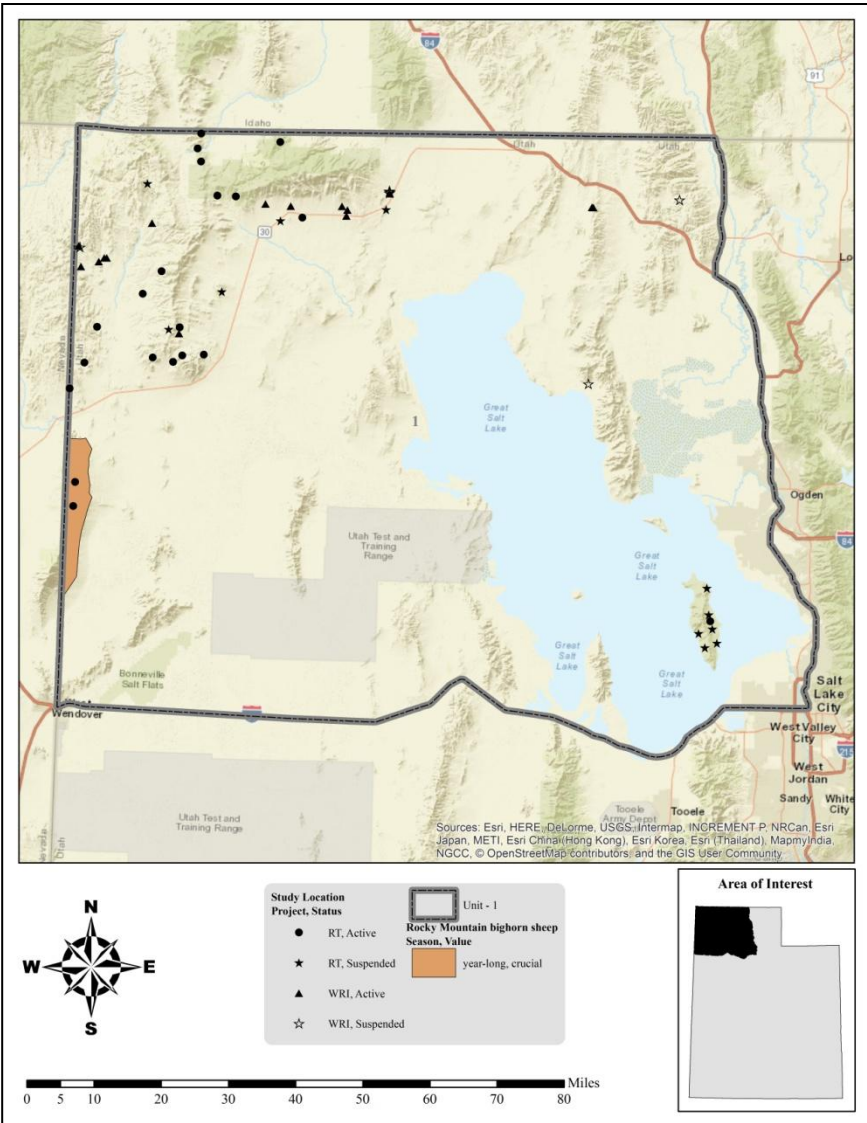 84
91
Idaho
Utah
Utah
30
Nevada
Utah
Lo
Great
Salt
Lake
1
Ogden
Utah Test and
Training
Range
84
Great
Salt
Lake
Great
Salt
Lake
Great
Salt
Lake
Bonneville
Salt Flats
Wendover
Salt
Lake
City
West Valley
City
215
West
Jordan
Sandy
White
City
Tooele
Army Depot
Tooele
Utah Test and
Training Range
Nevada
Utah
Sources: Esri, HERE, DeLorme, USGS, Intermap, INCREMENT P, NRCan, Esri
Japan, METI, Esri China (Hong Kong), Esri Korea, Esri (Thailand), MapmyIndia,
NGCC, © OpenStreetMap contributors, and the GIS User Community
N
W E
S
Study Location
Project, Status
RT, Active
RT, Suspended
WRI, Active
WRI, Suspended
Unit - 1
Rocky Mountain bighorn sheep
Season, Value
year-long, crucial
Area of Interest
Miles
0 5 10 20 30 40 50 60 70 80